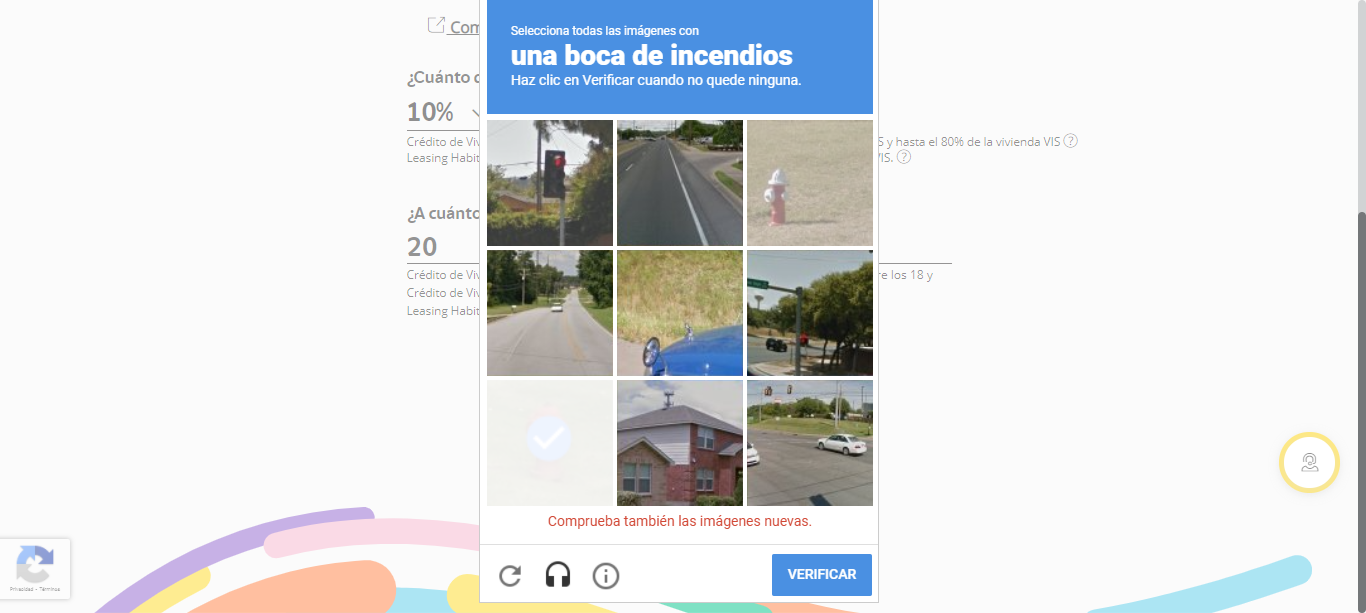 Com
¿Cuánto
10%
Crédito de Viv
Leasing Habit
S y hasta el 80% de la vivienda VIS
VIS.
¿A cuánto
20
Crédito de Viv
re los 18 y
Crédito de Viv
Leasing Habit
Selecciona todas las imágenes con
una boca de incendios
Haz clic en Verificar cuando no quede ninguna.
Comprueba también las imágenes nuevas.
VERIFICAR
Privacidad - Términos